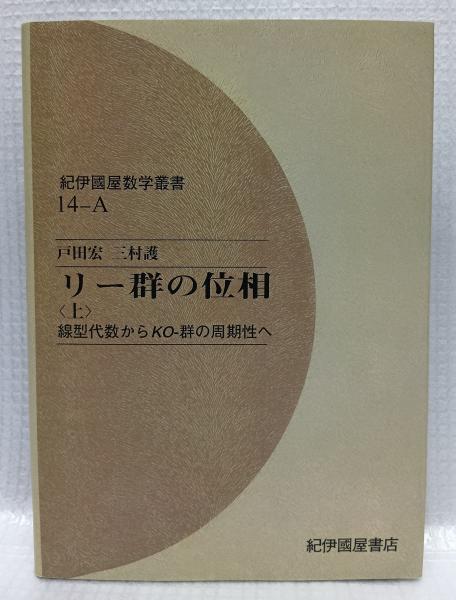 紀伊國屋数学叢書
14-A
戸田宏 三村護
リー群の位相
〈上〉
線型代数からKO-群の周期性へ
紀伊國屋書店